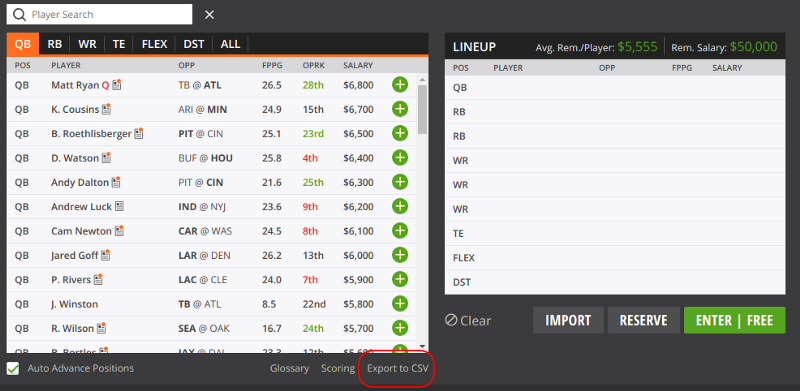 Player Search
QB RB WR TE FLEX DST ALL
POS PLAYER OPP FPPG OPRK SALARY
QB Matt Ryan Q TB @ ATL 26.5 28th $6,800
QB K. Cousins ARI @ MIN 24.9 15th $6,700
QB B. Roethlisberger PIT @ CIN 25.1 23rd $6,500
QB D. Watson BUF @ HOU 25.8 4th $6,400
QB Andy Dalton PIT @ CIN 21.6 25th $6,300
QB Andrew Luck IND @ NYJ 23.6 9th $6,200
QB Cam Newton CAR @ WAS 24.5 8th $6,100
QB Jared Goff LAR @ DEN 26.2 13th $6,000
QB P. Rivers LAC @ CLE 24.0 7th $5,900
QB J. Winston TB @ ATL 8.5 22nd $5,800
QB R. Wilson SEA @ OAK 16.7 24th $5,700
QB B. Bortles JAX @ DAL 23.3 12th $5,600
Auto Advance Positions
Glossary Scoring Export to CSV
LINEUP Avg. Rem./Player: $5,555 Rem. Salary: $50,000
POS PLAYER OPP FPPG SALARY
QB
RB
RB
WR
WR
WR
TE
FLEX
DST
Clear IMPORT RESERVE ENTER | FREE